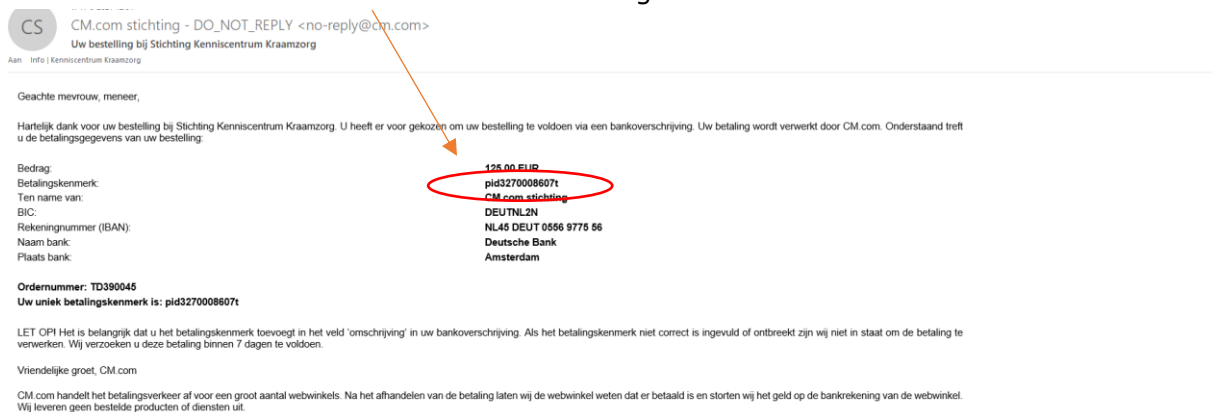 CS
CM.com stichting - DO_NOT_REPLY <no-reply@cm.com>
Uw bestelling bij Stichting Kenniscentrum Kraamzorg
Aan Info | Kenniscentrum Kraamzorg
Geachte mevrouw, meneer,
Hartelijk dank voor uw bestelling bij Stichting Kenniscentrum Kraamzorg. U heeft er voor gekozen om uw bestelling te voldoen via een bankoverschrijving. Uw betaling wordt verwerkt door CM.com. Onderstaand treft
u de betalingsgegevens van uw bestelling:
Bedrag: 125.00 EUR
Betalingskenmerk: pid3270008607t
Ten name van: CM.com stichting
BIC: DEUTNL2N
Rekeningnummer (IBAN): NL45 DEUT 0556 9775 56
Naam bank: Deutsche Bank
Plaats bank: Amsterdam
Ordernummer: TD390045
Uw uniek betalingskenmerk is: pid3270008607t
LET OP! Het is belangrijk dat u het betalingskenmerk toevoegt in het veld 'omschrijving' in uw bankoverschrijving. Als het betalingskenmerk niet correct is ingevuld of ontbreekt zijn wij niet in staat om de betaling te
verwerken. Wij verzoeken u deze betaling binnen 7 dagen te voldoen.
Vriendelijke groet, CM.com
CM.com handelt het betalingsverkeer af voor een groot aantal webwinkels. Na het afhandelen van de betaling laten wij de webwinkel weten dat er betaald is en storten wij het geld op de bankrekening van de webwinkel.
Wij leveren geen bestelde producten of diensten uit.